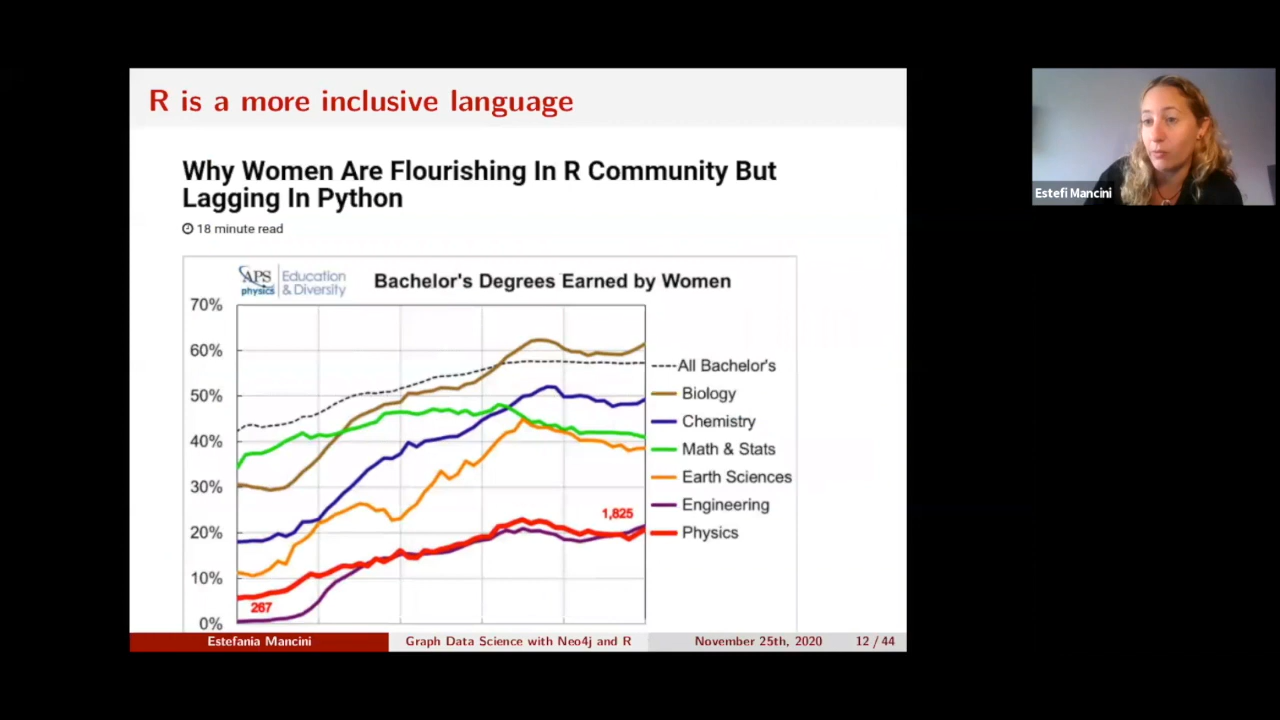 R is a more inclusive language
Why Women Are Flourishing In R Community But
Lagging In Python
18 minute read
APS
physics
Education
& Diversity
Bachelor's Degrees Earned by Women
70%
60%
50%
40%
30%
20%
10%
0%
267
1,825
All Bachelor's
Biology
Chemistry
Math & Stats
Earth Sciences
Engineering
Physics
Estefania Mancini
Graph Data Science with Neo4j and R
November 25th, 2020
12 / 44
Estefi Mancini